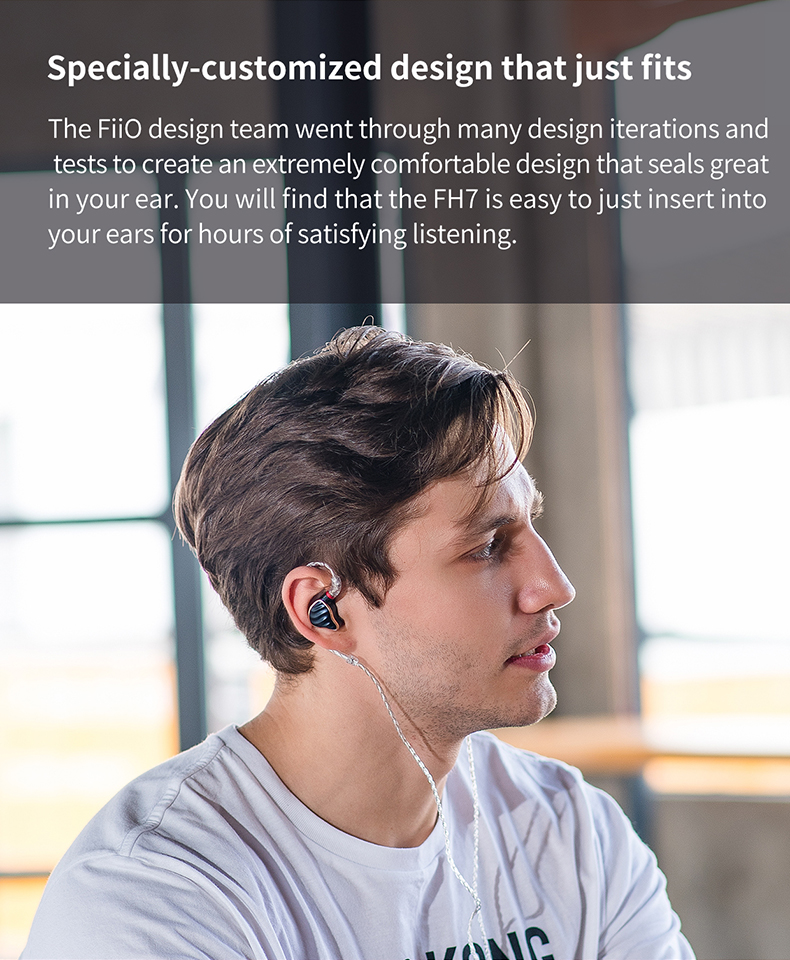 Specially-customized design that just fits
The FiiO design team went through many design iterations and
tests to create an extremely comfortable design that seals great
in your ear. You will find that the FH7 is easy to just insert into
your ears for hours of satisfying listening.
KONG